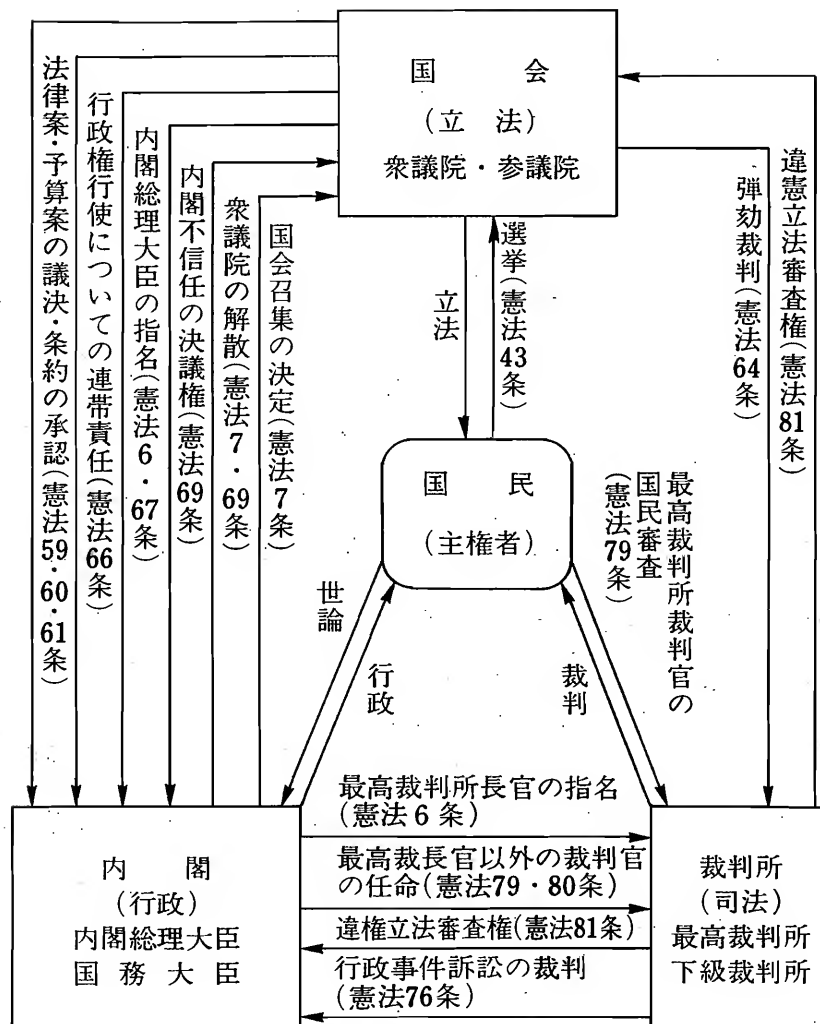 国会
(立法)
衆議院・参議院
法律案・予算案の議決・条約の承認(憲法59・60・61条)
行政権行使についての連帯責任(憲法66条)
内閣総理大臣の指名(憲法6・67条)
内閣不信任の決議権(憲法69条)
衆議院の解散(憲法7・69条)
国会召集の決定(憲法7条)
立法
選挙(憲法43条)
弾劾裁判(憲法64条)
違憲立法審査権(憲法81条)
国民
(主権者)
最高裁判所裁判官の
国民審査
(憲法79条)
世論
行政
裁判
最高裁判所長官の指名
(憲法6条)
最高裁長官以外の裁判官
の任命(憲法79・80条)
違権立法審査権(憲法81条)
行政事件訴訟の裁判
(憲法76条)
内閣
(行政)
内閣総理大臣
国務大臣
裁判所
(司法)
最高裁判所
下級裁判所